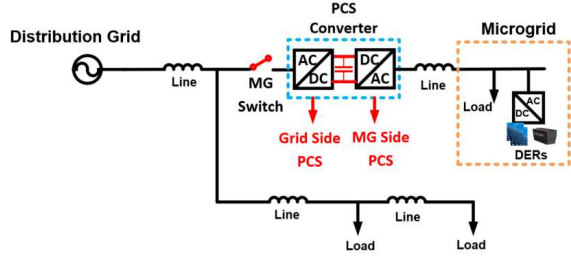 PCS
Converter
Distribution Grid
Microgrid
Line
MG
Switch
AC
DC
DC
AC
Line
Load
AC
DC
DERs
Grid Side
PCS
MG Side
PCS
Line
Line
Load
Load